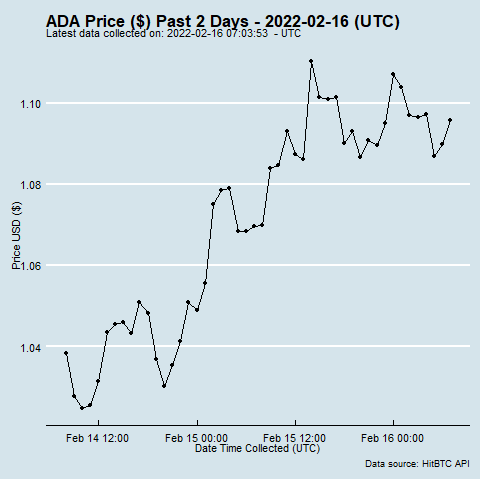 ADA Price ($) Past 2 Days - 2022-02-16 (UTC)
Latest data collected on: 2022-02-16 07:03:53  - UTC
1.10
1.08
1.06
1.04
Price USD ($)
Feb 14 12:00
Feb 15 00:00
Feb 15 12:00
Feb 16 00:00
Date Time Collected (UTC)
Data source: HitBTC API